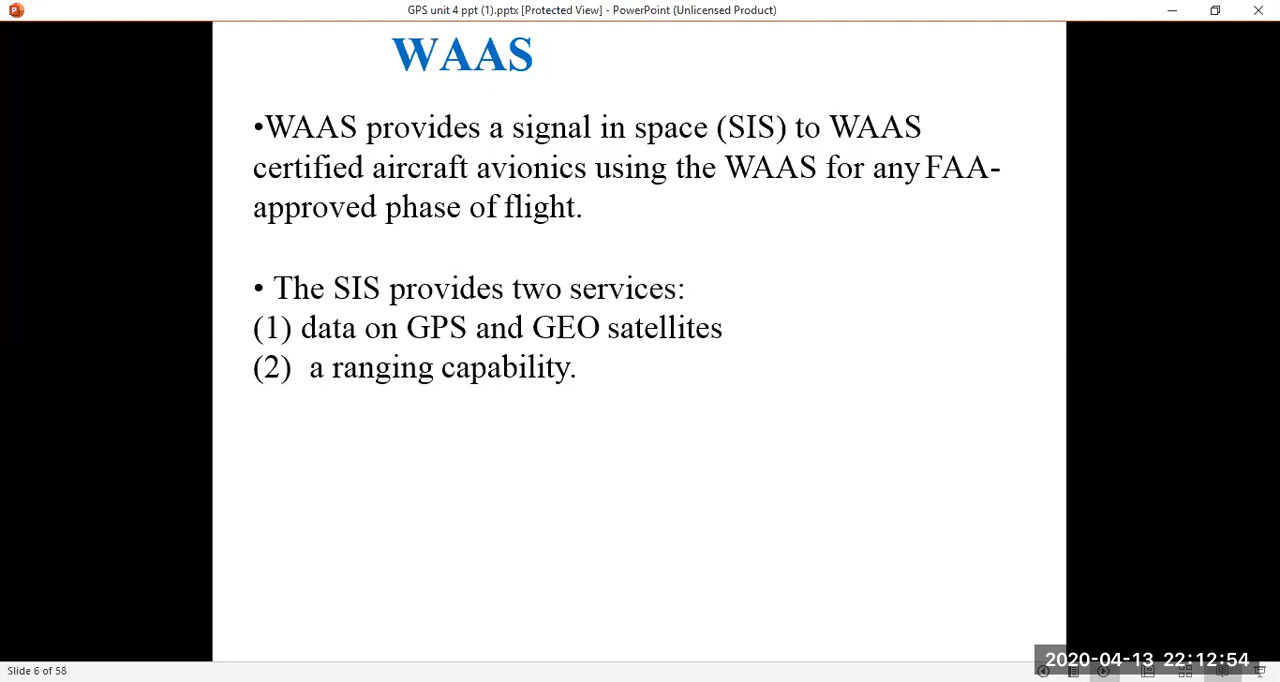 GPS unit 4 ppt (1).pptx [Protected View] - PowerPoint (Unlicensed Product)
WAAS
•WAAS provides a signal in space (SIS) to WAAS
certified aircraft avionics using the WAAS for any FAA-
approved phase of flight.
• The SIS provides two services:
(1) data on GPS and GEO satellites
(2) a ranging capability.
2020-04-13 22:12:54
Slide 6 of 58